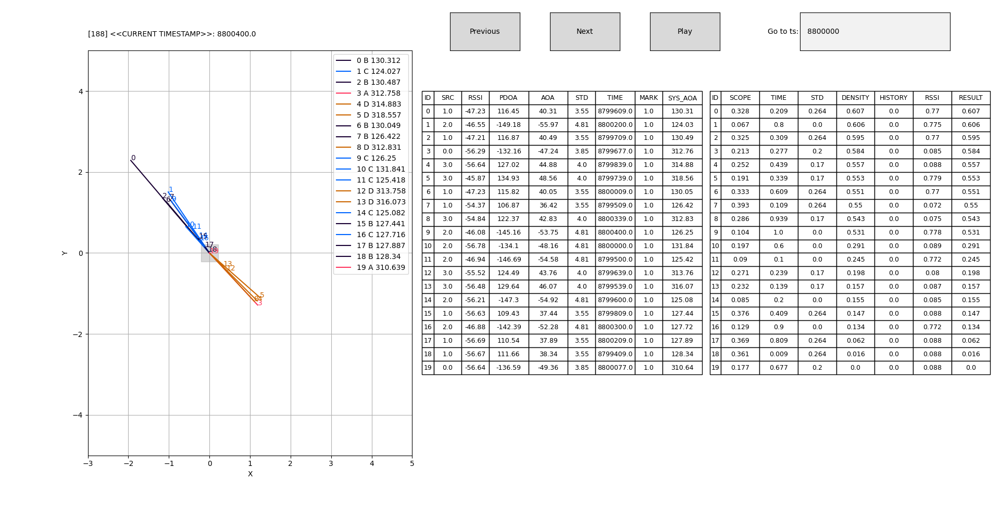 Previous
Next
Play
Go to ts: 8800000
[188] <<CURRENT TIMESTAMP>>: 8800400.0
0 B 130.312
1 C 124.027
2 B 130.487
3 A 312.758
4 D 314.883
5 D 318.557
6 B 130.049
7 B 126.422
8 D 312.831
9 C 126.25
10 C 131.841
11 C 125.418
12 D 313.758
13 D 316.073
14 C 125.082
15 B 127.441
16 C 127.716
17 B 127.887
18 B 128.34
19 A 310.639
4
2
0
−2
−4
Y
−3 −2 −1 0 1 2 3 4 5
X
0
1
2
7
6
9
11
15
16
17
18
19
13
12
5
4
3
ID SRC RSSI PDOA AOA STD TIME MARK SYS_AOA
0 1.0 -47.23 116.45 40.31 3.55 8799609.0 1.0 130.31
1 2.0 -46.55 -149.18 -55.97 4.81 8800200.0 1.0 124.03
2 1.0 -47.21 116.87 40.49 3.55 8799709.0 1.0 130.49
3 0.0 -56.29 -132.16 -47.24 3.85 8799677.0 1.0 312.76
4 3.0 -56.64 127.02 44.88 4.0 8799839.0 1.0 314.88
5 3.0 -45.87 134.93 48.56 4.0 8799739.0 1.0 318.56
6 1.0 -47.23 115.82 40.05 3.55 8800009.0 1.0 130.05
7 1.0 -54.37 106.87 36.42 3.55 8799509.0 1.0 126.42
8 3.0 -54.84 122.37 42.83 4.0 8800339.0 1.0 312.83
9 2.0 -46.08 -145.16 -53.75 4.81 8800400.0 1.0 126.25
10 2.0 -56.78 -134.1 -48.16 4.81 8800000.0 1.0 131.84
11 2.0 -46.94 -146.69 -54.58 4.81 8799500.0 1.0 125.42
12 3.0 -55.52 124.49 43.76 4.0 8799639.0 1.0 313.76
13 3.0 -56.48 129.64 46.07 4.0 8799539.0 1.0 316.07
14 2.0 -56.21 -147.3 -54.92 4.81 8799600.0 1.0 125.08
15 1.0 -56.63 109.43 37.44 3.55 8799809.0 1.0 127.44
16 2.0 -46.88 -142.39 -52.28 4.81 8800300.0 1.0 127.72
17 1.0 -56.69 110.54 37.89 3.55 8800209.0 1.0 127.89
18 1.0 -56.67 111.66 38.34 3.55 8799409.0 1.0 128.34
19 0.0 -56.64 -136.59 -49.36 3.85 8800077.0 1.0 310.64
ID SCOPE TIME STD DENSITY HISTORY RSSI RESULT
0 0.328 0.209 0.264 0.607 0.0 0.77 0.607
1 0.067 0.8 0.0 0.606 0.0 0.775 0.606
2 0.325 0.309 0.264 0.595 0.0 0.77 0.595
3 0.213 0.277 0.2 0.584 0.0 0.085 0.584
4 0.252 0.439 0.17 0.557 0.0 0.088 0.557
5 0.191 0.339 0.17 0.553 0.0 0.779 0.553
6 0.333 0.609 0.264 0.551 0.0 0.77 0.551
7 0.393 0.109 0.264 0.55 0.0 0.072 0.55
8 0.286 0.939 0.17 0.543 0.0 0.075 0.543
9 0.104 1.0 0.0 0.531 0.0 0.778 0.531
10 0.197 0.6 0.0 0.291 0.0 0.089 0.291
11 0.09 0.1 0.0 0.245 0.0 0.772 0.245
12 0.271 0.239 0.17 0.198 0.0 0.08 0.198
13 0.232 0.139 0.17 0.157 0.0 0.087 0.157
14 0.085 0.2 0.0 0.155 0.0 0.085 0.155
15 0.376 0.409 0.264 0.147 0.0 0.088 0.147
16 0.129 0.9 0.0 0.134 0.0 0.772 0.134
17 0.369 0.809 0.264 0.062 0.0 0.088 0.062
18 0.361 0.009 0.264 0.016 0.0 0.088 0.016
19 0.177 0.677 0.2 0.0 0.0 0.088 0.0